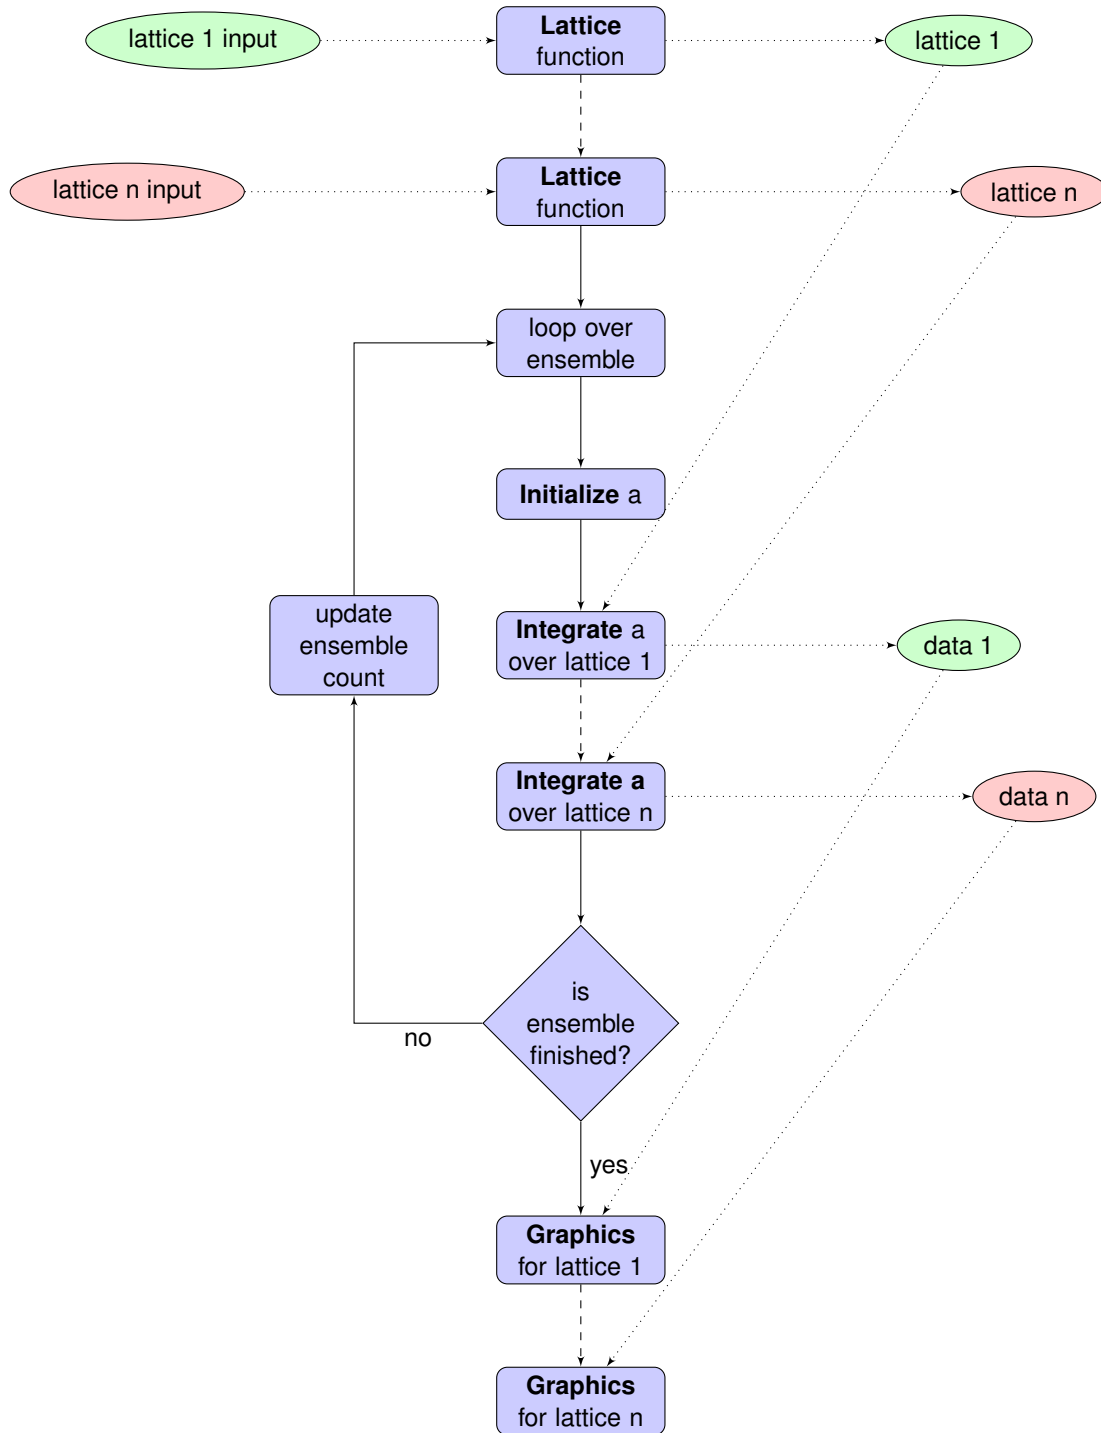 lattice 1 input
Lattice
function
lattice 1
lattice n input
Lattice
function
lattice n
loop over
ensemble
Initialize a
update
ensemble
count
Integrate a
over lattice 1
data 1
Integrate a
over lattice n
data n
is
ensemble
finished?
no
yes
Graphics
for lattice 1
Graphics
for lattice n